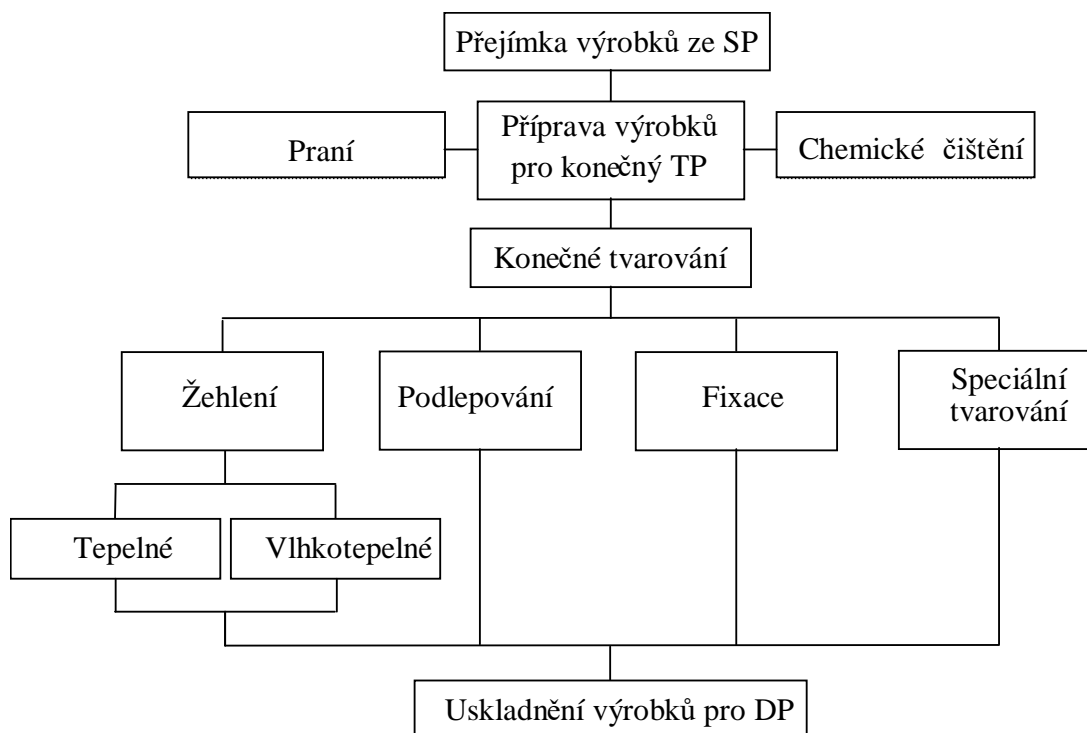 Přejímka výrobků ze SP
Praní
Příprava výrobků
pro konečný TP
Chemické čištění
Konečné tvarování
Žehlení
Podlepování
Fixace
Speciální
tvarování
Tepelné
Vlhkotepelné
Uskladnění výrobků pro DP